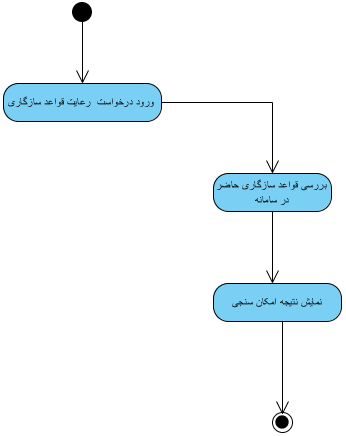 ورود درخواست رعایت قواعد سازگاری
بررسی قواعد سازگاری حاضر
در سامانه
نمایش نتیجه امکان سنجی